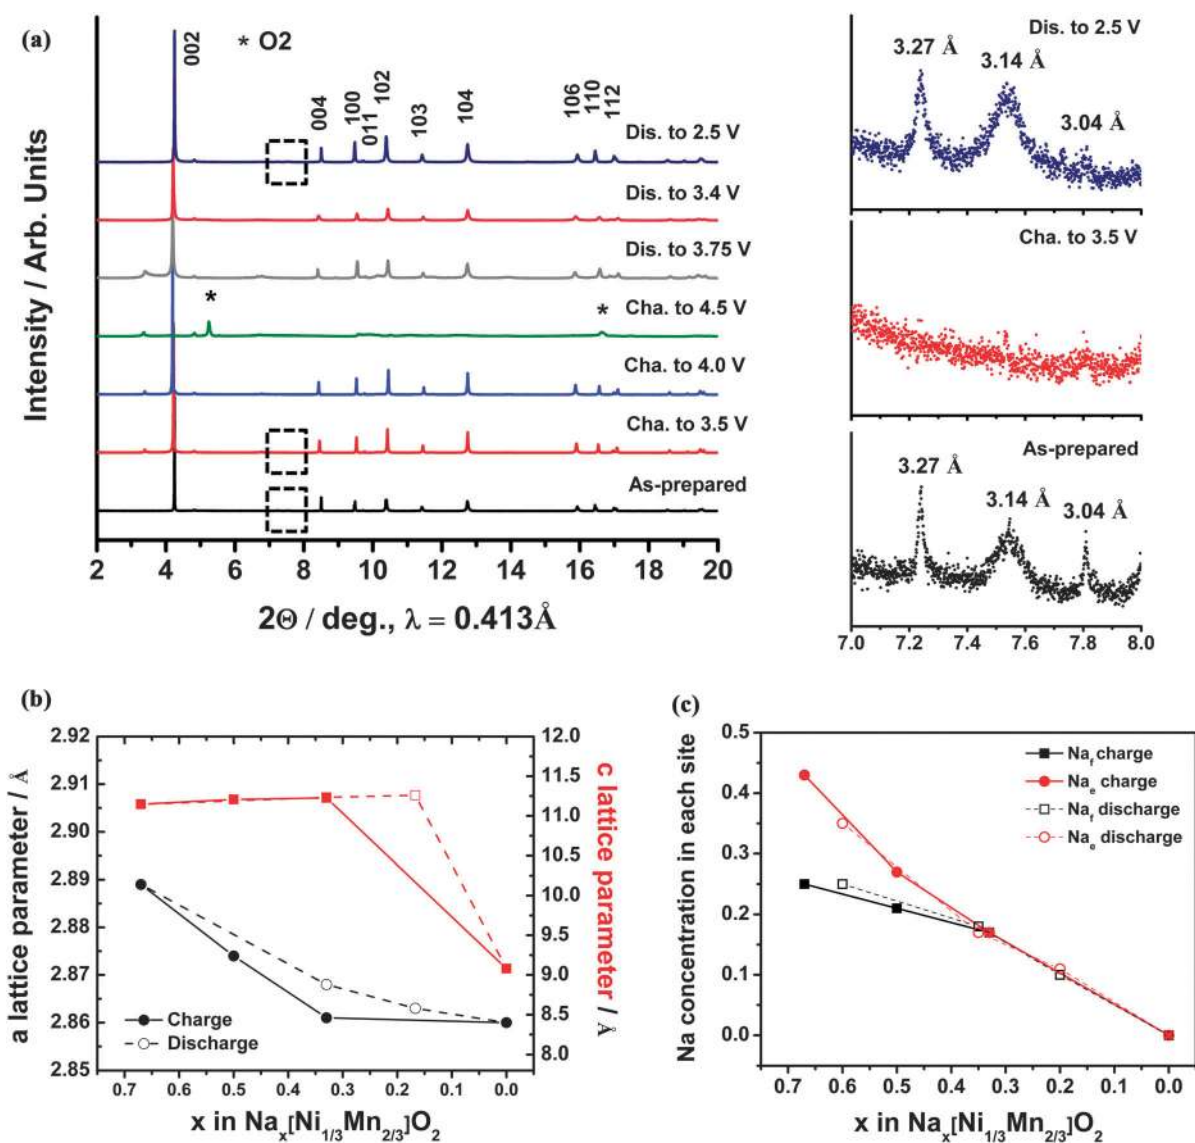 (a)
* O2
002
004
100
011
102
103
104
106
110
112
Dis. to 2.5 V
Dis. to 3.4 V
Dis. to 3.75 V
*
*
Cha. to 4.5 V
Cha. to 4.0 V
Cha. to 3.5 V
As-prepared
Intensity / Arb. Units
2 4 6 8 10 12 14 16 18 20
2Θ / deg., λ = 0.413Å
Dis. to 2.5 V
3.27 Å
3.14 Å
3.04 Å
Cha. to 3.5 V
As-prepared
3.27 Å
3.14 Å
3.04 Å
7.0 7.2 7.4 7.6 7.8 8.0
(b)
a lattice parameter / Å
2.92
2.91
2.90
2.89
2.88
2.87
2.86
2.85
12.0
11.5
11.0
10.5
10.0
9.5
9.0
8.5
8.0
c lattice parameter / Å
Charge
Discharge
0.7 0.6 0.5 0.4 0.3 0.2 0.1 0.0
x in Naₓ[Ni₁/₃Mn₂/₃]O₂
(c)
Na concentration in each site
0.5
0.4
0.3
0.2
0.1
0.0
Na_f charge
Na_e charge
Na_f discharge
Na_e discharge
0.7 0.6 0.5 0.4 0.3 0.2 0.1 0.0
x in Naₓ[Ni₁/₃Mn₂/₃]O₂